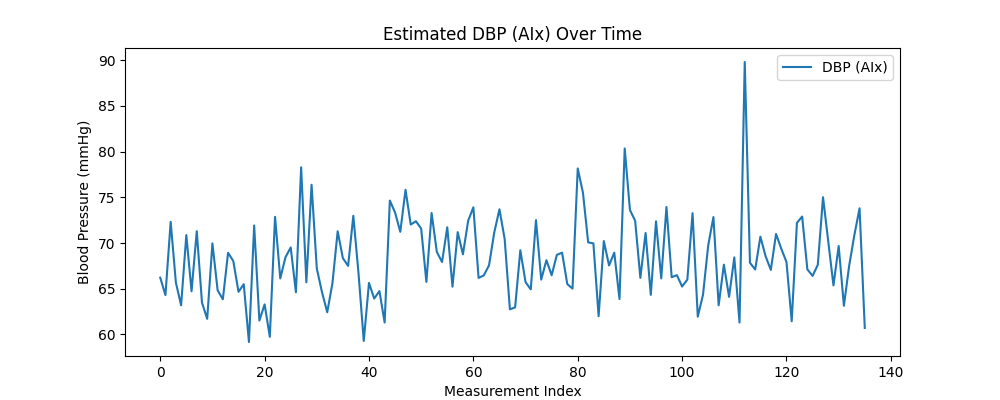 Estimated DBP (AIx) Over Time
DBP (AIx)
Blood Pressure (mmHg)
90
85
80
75
70
65
60
0 20 40 60 80 100 120 140
Measurement Index